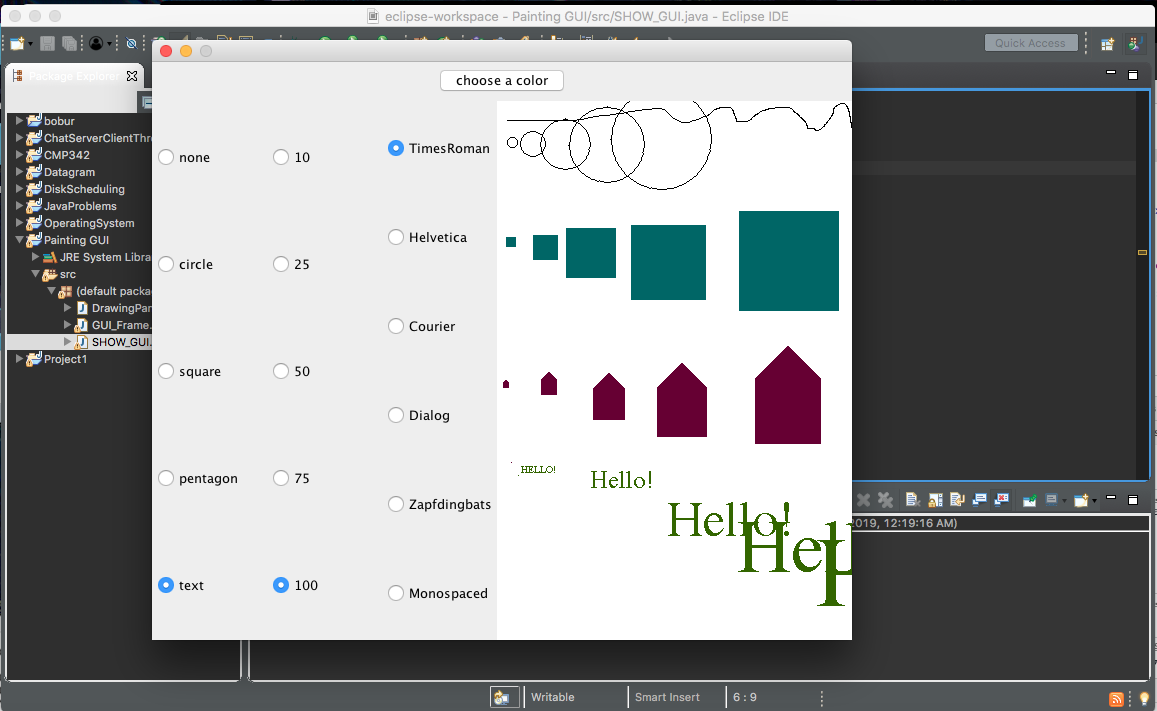 eclipse-workspace - Painting GUI/src/SHOW_GUI.java - Eclipse IDE
Quick Access
Package Explorer
bobur
ChatServerClientThr
CMP342
Datagram
DiskScheduling
JavaProblems
OperatingSystem
Painting GUI
JRE System Libra
src
(default packa
DrawingPan
GUI_Frame.
SHOW_GUI.
Project1
choose a color
none
10
TimesRoman
Helvetica
circle
25
Courier
square
50
Dialog
pentagon
75
Zapfdingbats
text
100
Monospaced
HELLO!
Hello!
Hello!
Hel
2019, 12:19:16 AM)
Writable
Smart Insert
6 : 9